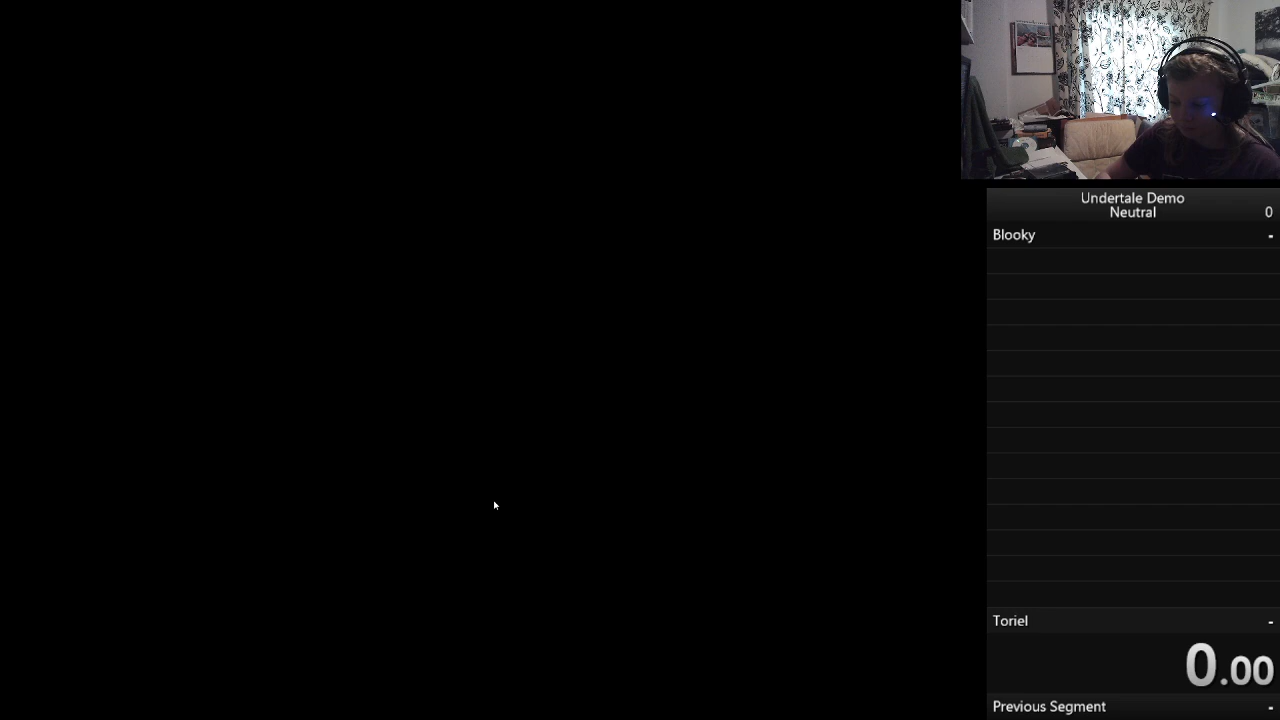 Undertale Demo
Neutral 0
Blooky -
Toriel -
0.00
Previous Segment -